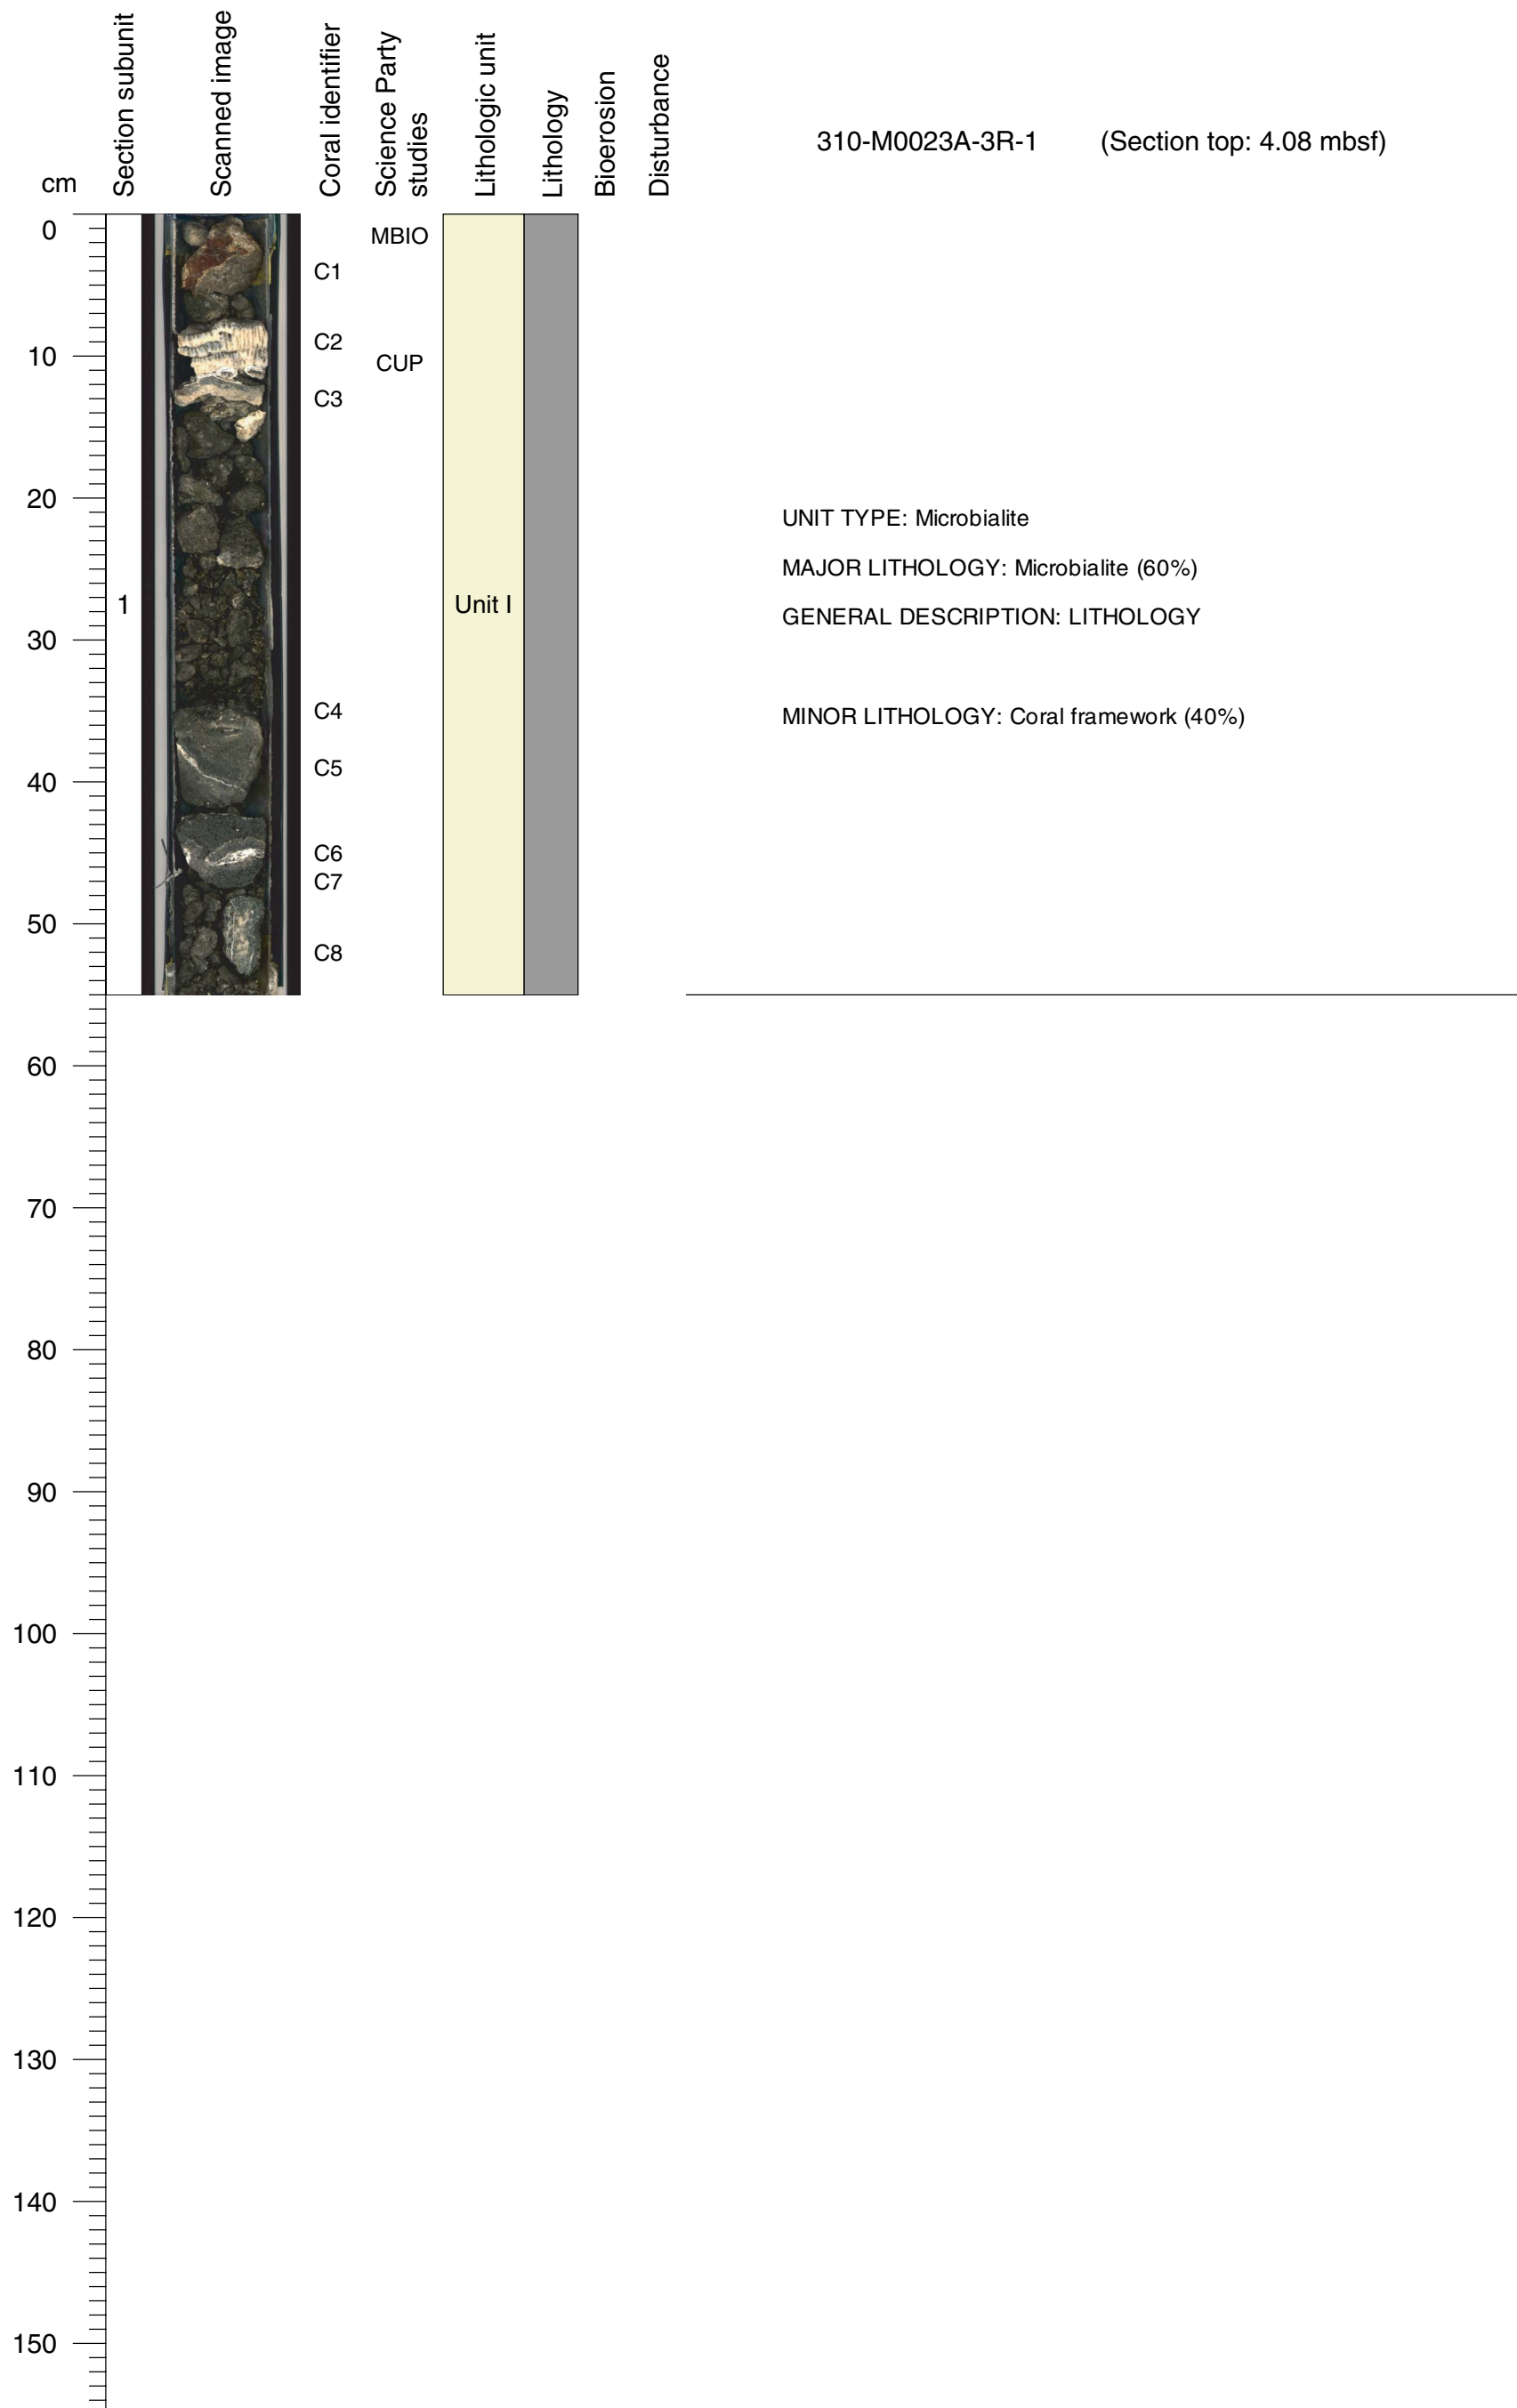 Section subunit
Scanned image
Coral identifier
Science Party
studies
Lithologic unit
Lithology
Bioerosion
Disturbance
310-M0023A-3R-1 (Section top: 4.08 mbsf)
cm
0
MBIO
C1
C2
10
CUP
C3
20
UNIT TYPE: Microbialite
MAJOR LITHOLOGY: Microbialite (60%)
1
Unit I
GENERAL DESCRIPTION: LITHOLOGY
30
C4
MINOR LITHOLOGY: Coral framework (40%)
C5
40
C6
C7
50
C8
60
70
80
90
100
110
120
130
140
150